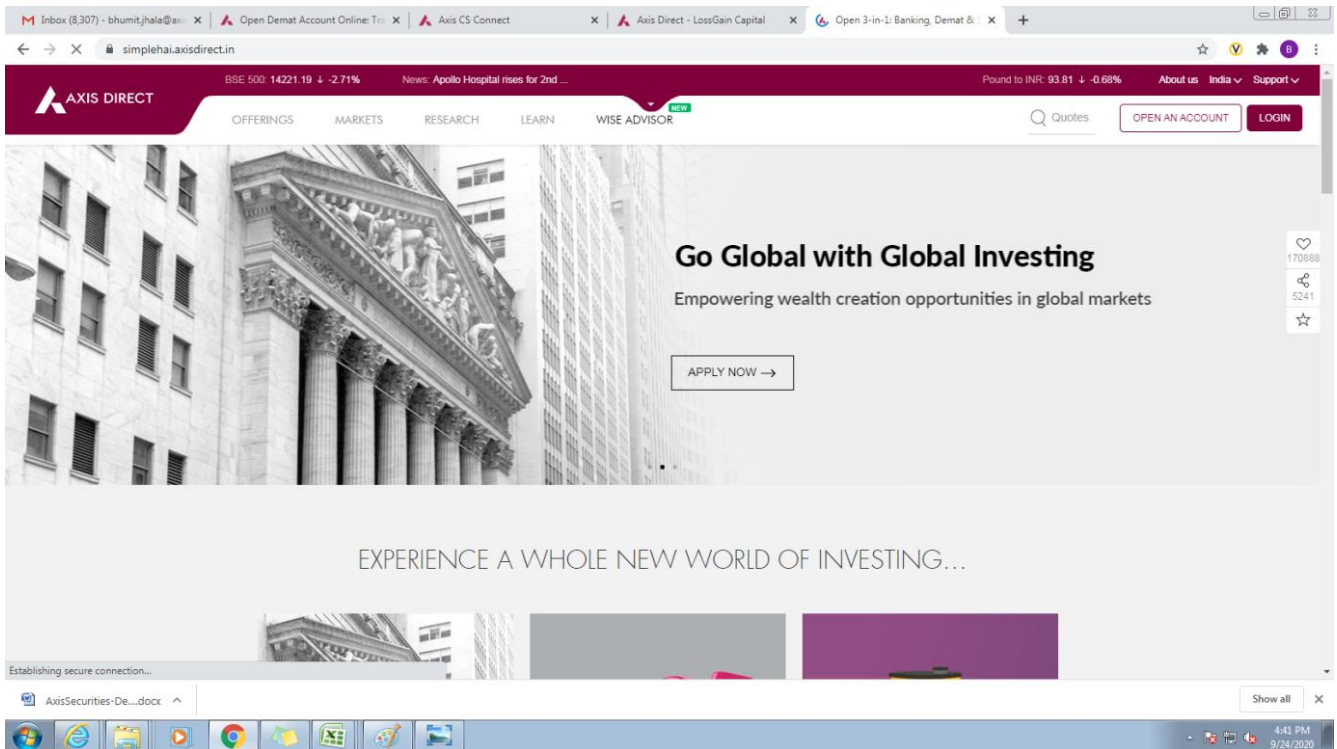 Inbox (8,307) - bhumit.jhala@ax
Open Demat Account Online: Tra
Axis CS Connect
Axis Direct - LossGain Capital
Open 3-in-1: Banking, Demat &
simplehai.axisdirect.in
B
AXIS DIRECT
BSE 500: 14221.19 ↓ -2.71%
News: Apollo Hospital rises for 2nd ...
Pound to INR: 93.81 ↓ -0.68%
About us
India
Support
OFFERINGS
MARKETS
RESEARCH
LEARN
WISE ADVISOR
NEW
Quotes
OPEN AN ACCOUNT
LOGIN
Go Global with Global Investing
Empowering wealth creation opportunities in global markets
APPLY NOW →
170888
5241
EXPERIENCE A WHOLE NEW WORLD OF INVESTING...
Establishing secure connection...
AxisSecurities-De....docx
Show all
4:41 PM
9/24/2020